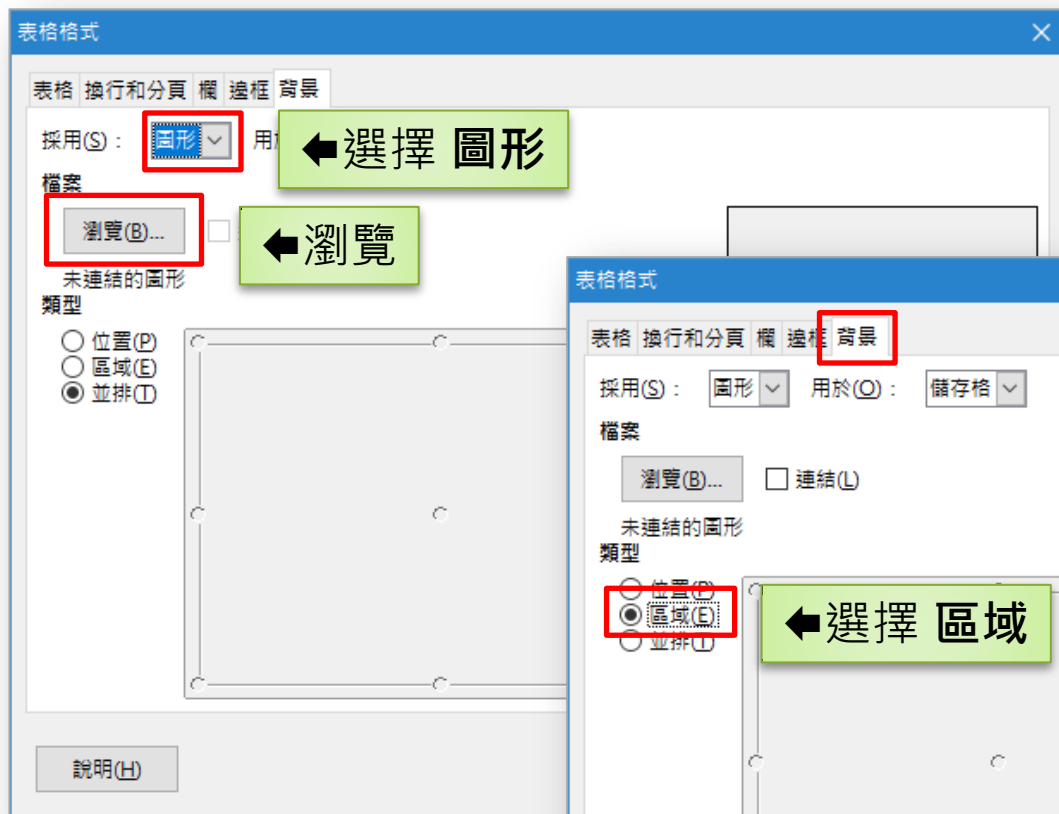 表格格式
表格 換行和分頁 欄 邊框 背景
採用(S)： 圖形 用
←選擇 圖形
檔案
瀏覽(B)...
←瀏覽
未連結的圖形
類型
位置(P)
區域(E)
並排(T)
說明(H)
表格格式
表格 換行和分頁 欄 邊框 背景
採用(S)： 圖形 用於(O)： 儲存格
檔案
瀏覽(B)... 連結(L)
未連結的圖形
類型
位置(P)
區域(E)
←選擇 區域
並排(T)